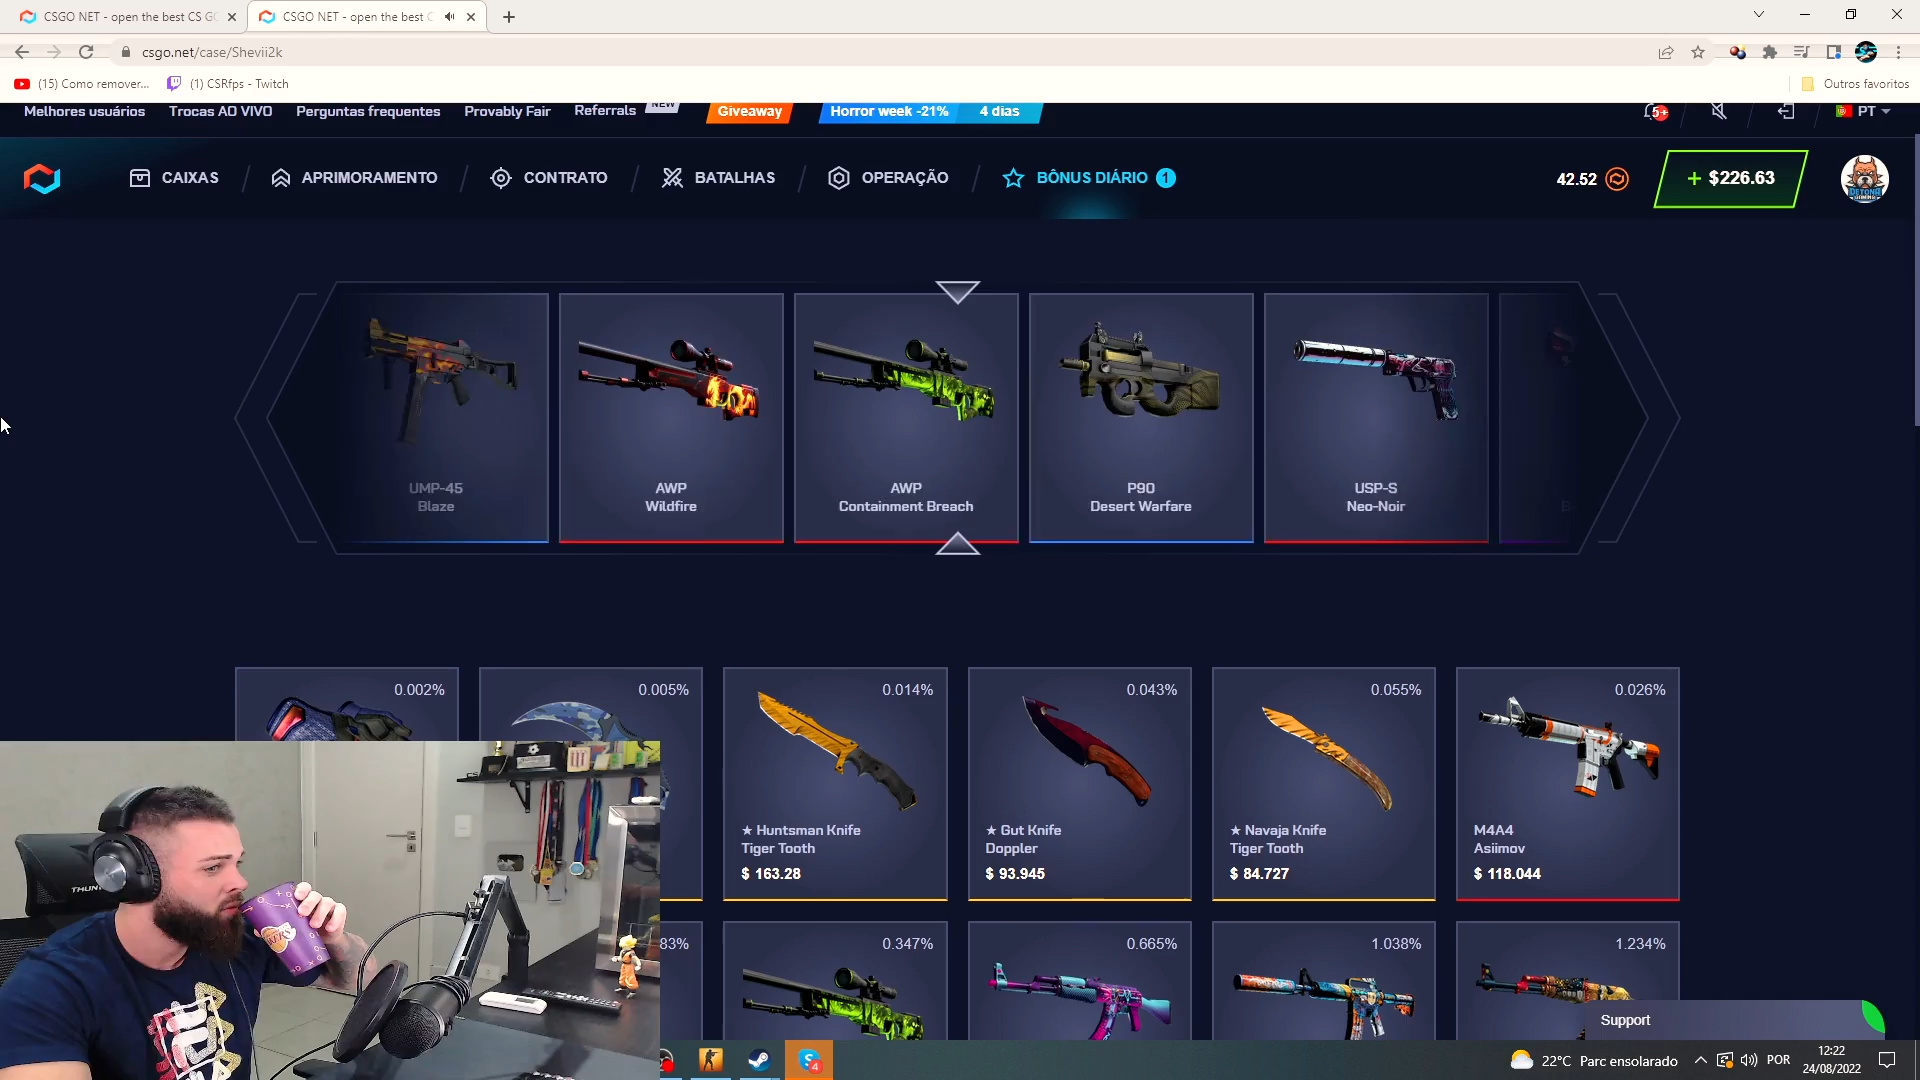 CSGO NET - open the best CS GO
CSGO NET - open the best C
csgo.net/case/Shevii2k
(15) Como remover...
(1) CSRfps - Twitch
Outros favoritos
Melhores usuários
Trocas AO VIVO
Perguntas frequentes
Provably Fair
Referrals
NEW
Giveaway
Horror week -21%
4 dias
5+
PT
CAIXAS
APRIMORAMENTO
CONTRATO
BATALHAS
OPERAÇÃO
BÔNUS DIÁRIO 1
42.52
+ $226.63
UMP-45
Blaze
AWP
Wildfire
AWP
Containment Breach
P90
Desert Warfare
USP-S
Neo-Noir
0.002%
0.005%
0.014%
★ Huntsman Knife
Tiger Tooth
$ 163.28
0.043%
★ Gut Knife
Doppler
$ 93.945
0.055%
★ Navaja Knife
Tiger Tooth
$ 84.727
0.026%
M4A4
Asiimov
$ 118.044
83%
0.347%
0.665%
1.038%
1.234%
Support
4
22°C Parc ensolarado
POR
12:22
24/08/2022